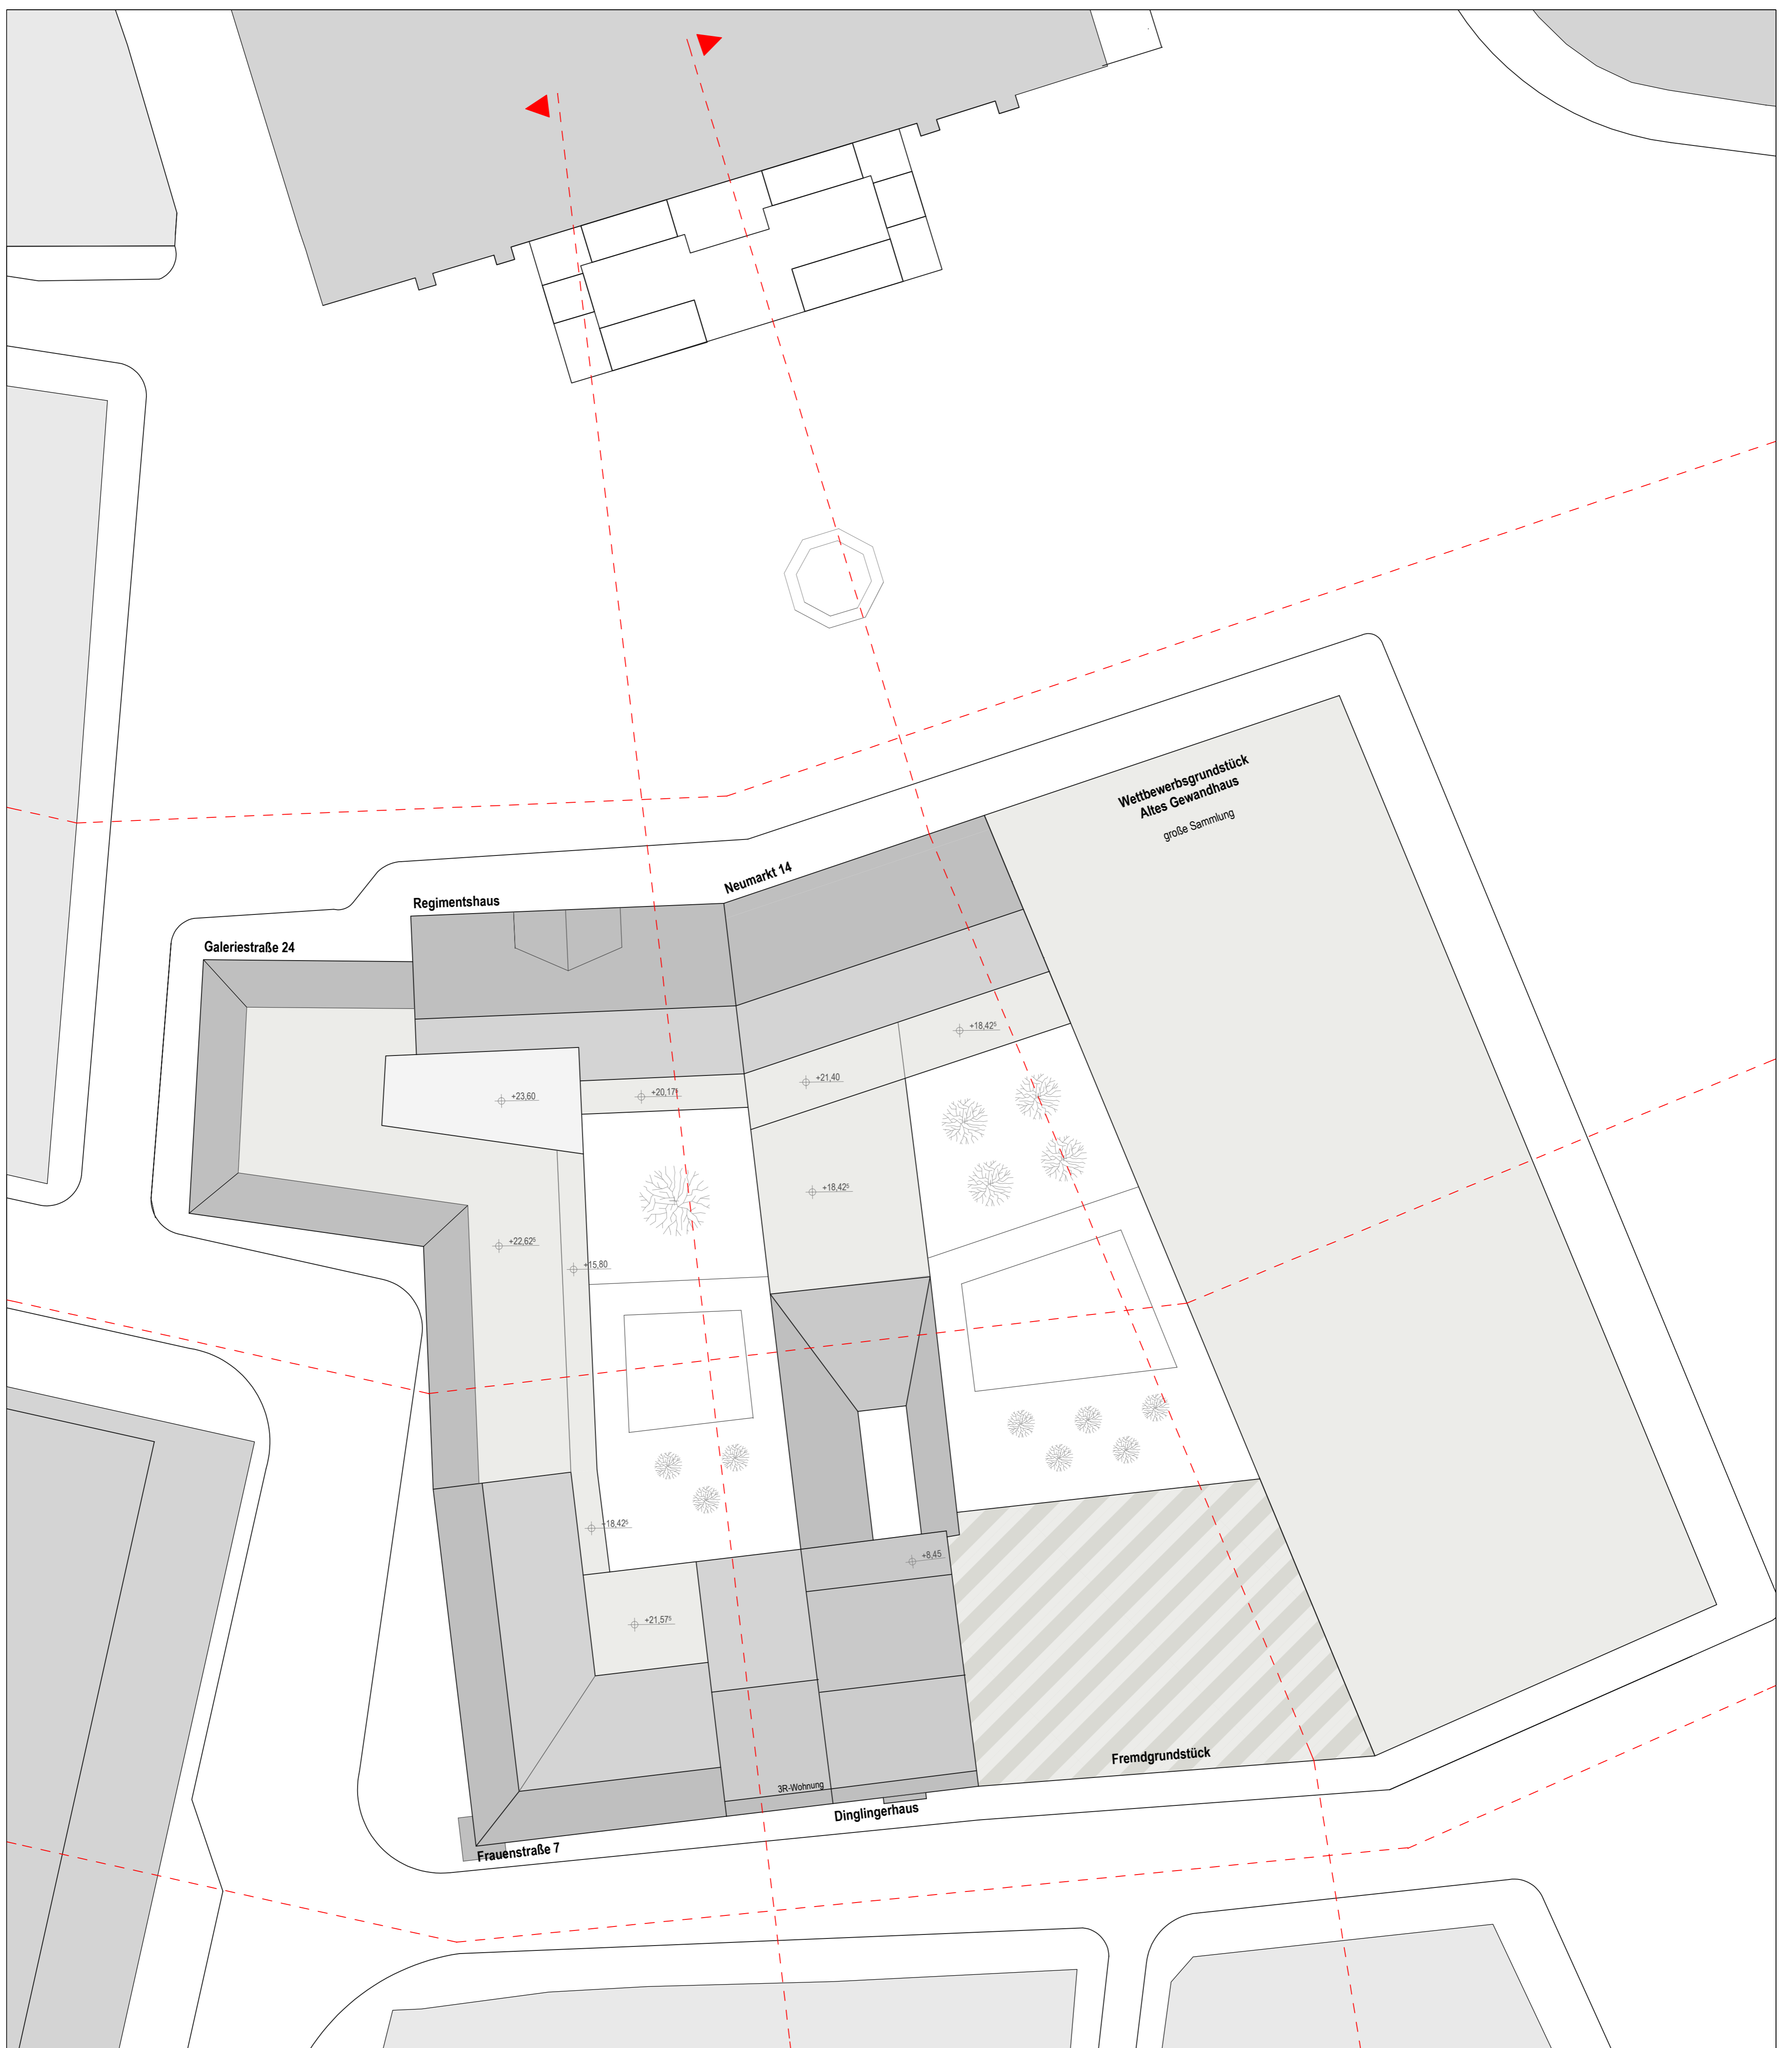 Wettbewerbsgrundstück
Altes Gewandhaus
große Sammlung
Neumarkt 14
Regimentshaus
Galeriestraße 24
+18,42⁵
+21,40
+20,17⁵
+23,60
+18,42⁵
+22,62⁵
+15,80
+18,42⁵
+8,45
+21,57⁵
Fremdgrundstück
3R-Wohnung
Dinglingerhaus
Frauenstraße 7